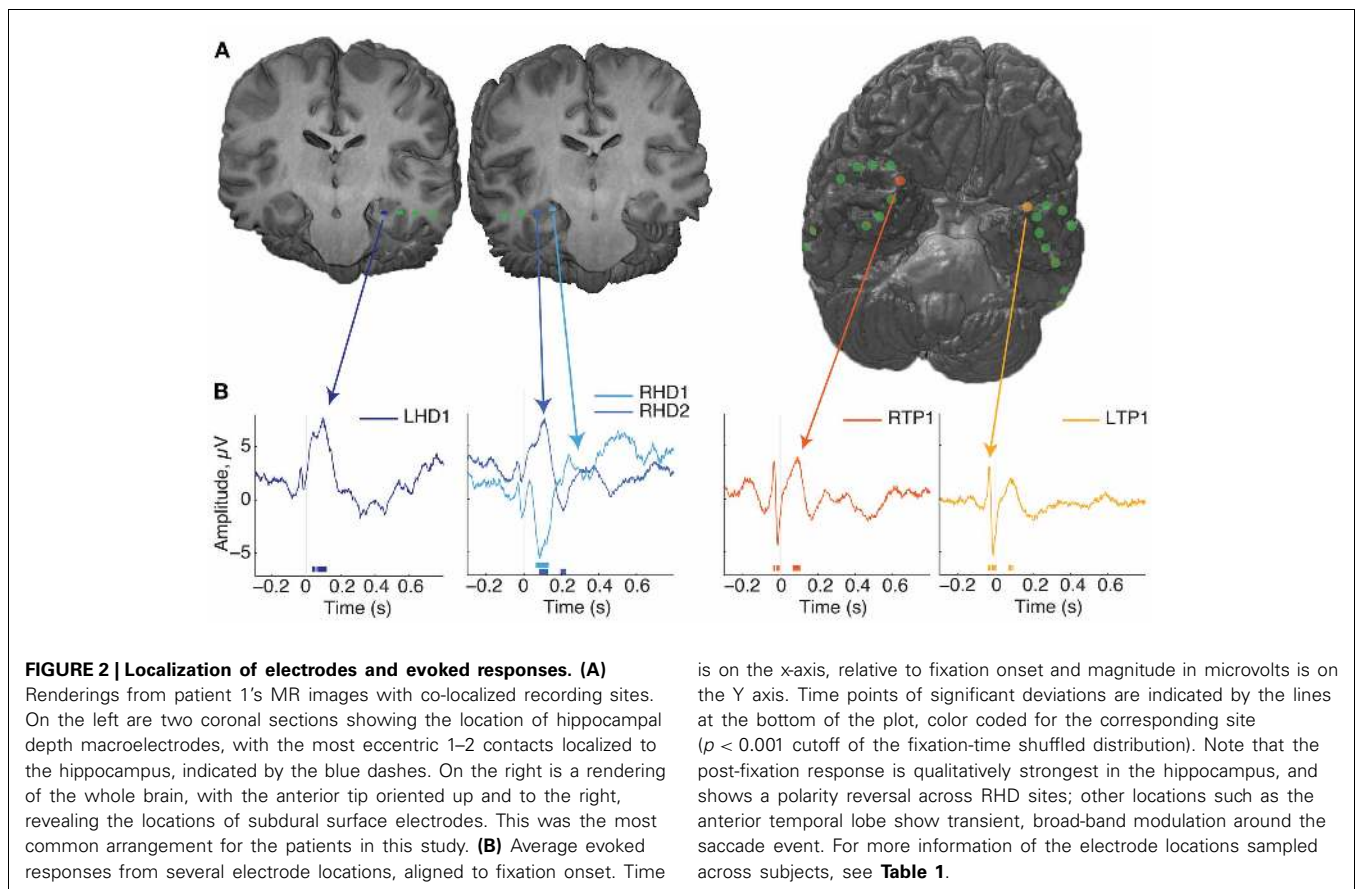 A
B
LHD1
RHD1
RHD2
RTP1
LTP1
Amplitude, µV
5
0
−5
−0.2 0 0.2 0.4 0.6
Time (s)
−0.2 0 0.2 0.4 0.6
Time (s)
−0.2 0 0.2 0.4 0.6
Time (s)
−0.2 0 0.2 0.4 0.6
Time (s)
FIGURE 2 | Localization of electrodes and evoked responses. (A)
Renderings from patient 1's MR images with co-localized recording sites.
On the left are two coronal sections showing the location of hippocampal
depth macroelectrodes, with the most eccentric 1–2 contacts localized to
the hippocampus, indicated by the blue dashes. On the right is a rendering
of the whole brain, with the anterior tip oriented up and to the right,
revealing the locations of subdural surface electrodes. This was the most
common arrangement for the patients in this study. (B) Average evoked
responses from several electrode locations, aligned to fixation onset. Time
is on the x-axis, relative to fixation onset and magnitude in microvolts is on
the Y axis. Time points of significant deviations are indicated by the lines
at the bottom of the plot, color coded for the corresponding site
(p < 0.001 cutoff of the fixation-time shuffled distribution). Note that the
post-fixation response is qualitatively strongest in the hippocampus, and
shows a polarity reversal across RHD sites; other locations such as the
anterior temporal lobe show transient, broad-band modulation around the
saccade event. For more information of the electrode locations sampled
across subjects, see Table 1.